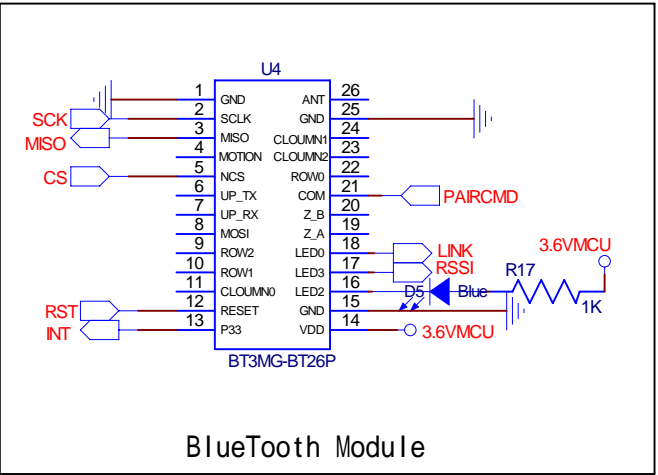 U4
1 GND ANT 26
SCK 2 SCLK GND 25
MISO 3 MISO CLOUMN1 24
4 MOTION CLOUMN2 23
CS 5 NCS ROW0 22
6 UP_TX COM 21 PAIRCMD
7 UP_RX Z_B 20
8 MOSI Z_A 19
9 ROW2 LED0 18 LINK
10 ROW1 LED3 17 RSSI
11 CLOUMN0 LED2 16 D5 Blue R17 1K 3.6VMCU
RST 12 RESET GND 15
INT 13 P33 VDD 14 3.6VMCU
BT3MG-BT26P
BlueTooth Module